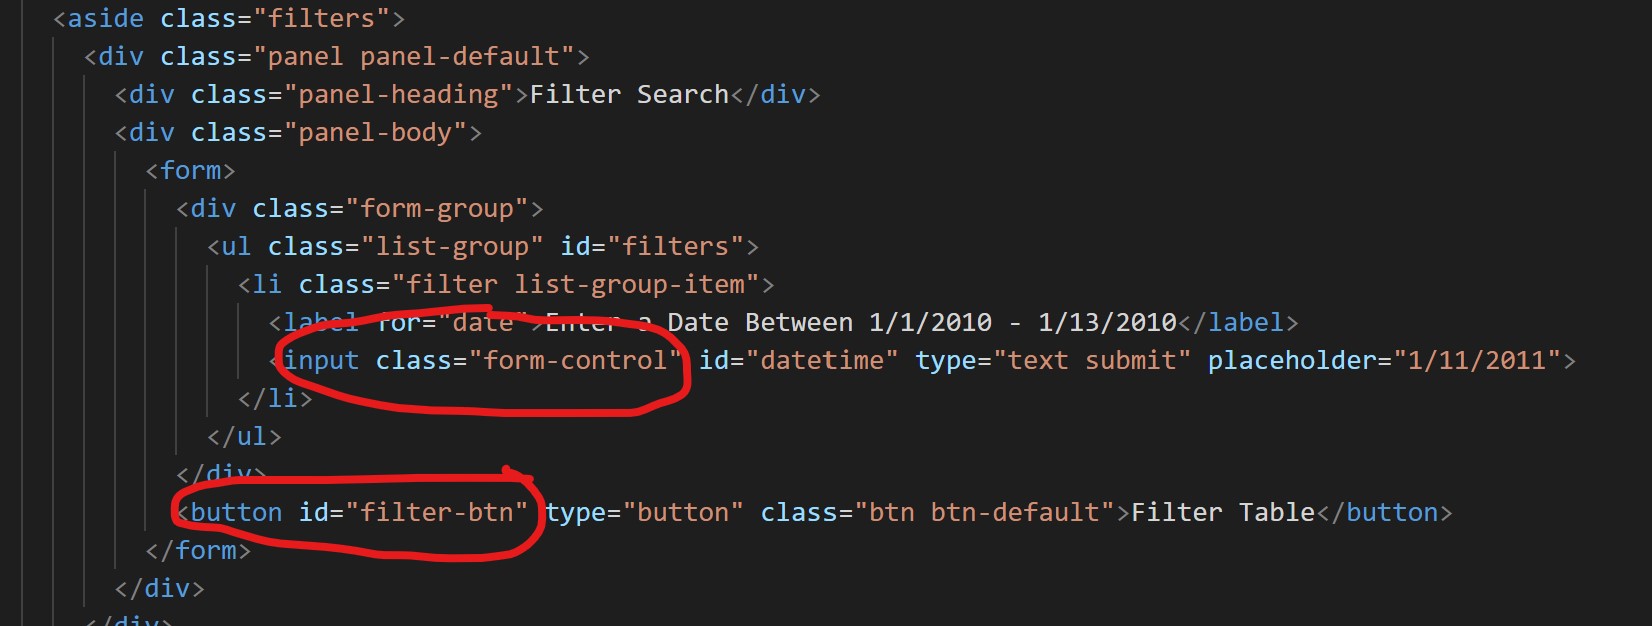 <aside class="filters">
<div class="panel panel-default">
<div class="panel-heading">Filter Search</div>
<div class="panel-body">
<form>
<div class="form-group">
<ul class="list-group" id="filters">
<li class="filter list-group-item">
<label for="date">Enter a Date Between 1/1/2010 - 1/13/2010</label>
<input class="form-control" id="datetime" type="text submit" placeholder="1/11/2011">
</li>
</ul>
</div>
<button id="filter-btn" type="button" class="btn btn-default">Filter Table</button>
</form>
</div>
</div>